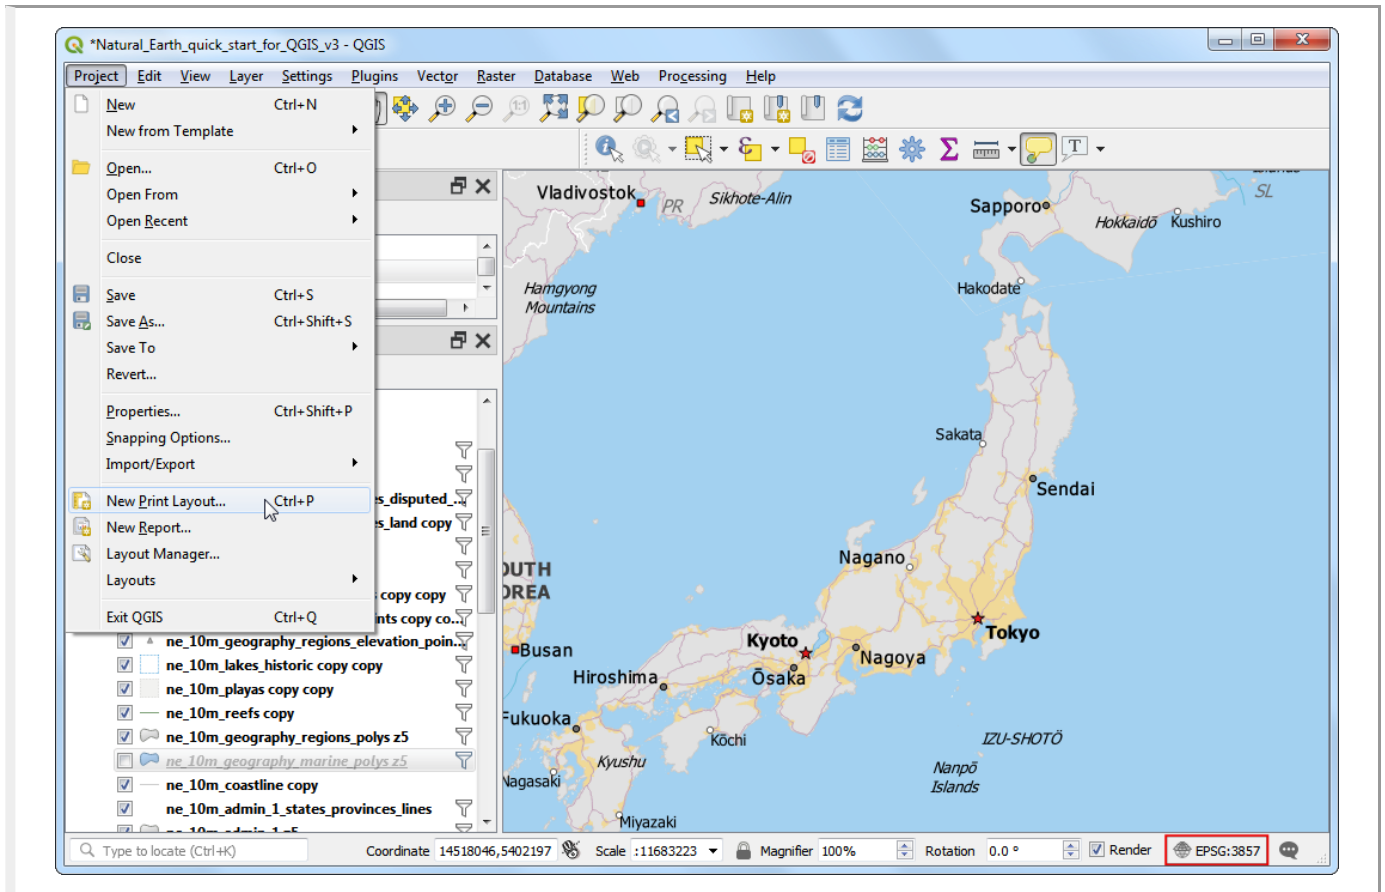 *Natural_Earth_quick_start_for_QGIS_v3 - QGIS
Project Edit View Layer Settings Plugins Vector Raster Database Web Processing Help
New Ctrl+N
New from Template
Open... Ctrl+O
Open From
Open Recent
Close
Save Ctrl+S
Save As... Ctrl+Shift+S
Save To
Revert...
Properties... Ctrl+Shift+P
Snapping Options...
Import/Export
New Print Layout... Ctrl+P
New Report...
Layout Manager...
Layouts
Exit QGIS Ctrl+Q
1:1
T
es_disputed_...
es_land copy
copy copy
nts copy co...
ne_10m_geography_regions_elevation_poin...
ne_10m_lakes_historic copy copy
ne_10m_playas copy copy
ne_10m_reefs copy
ne_10m_geography_regions_polys z5
ne_10m_geography_marine_polys z5
ne_10m_coastline copy
ne_10m_admin_1_states_provinces_lines
ne_10m_admin_1 z5
Vladivostok
PR
Sikhote-Alin
SL
Sapporo
Hokkaidō
Kushiro
Hamgyong
Mountains
Hakodate
Sakata
Sendai
Nagano
OUTH
OREA
Tokyo
Kyoto
Busan
Nagoya
Hiroshima
Ōsaka
Fukuoka
Kōchi
IZU-SHOTŌ
Kyushu
Nanpō
Islands
Nagasaki
Miyazaki
Type to locate (Ctrl+K) Coordinate 14518046,5402197 Scale :11683223 Magnifier 100% Rotation 0.0 ° Render EPSG:3857